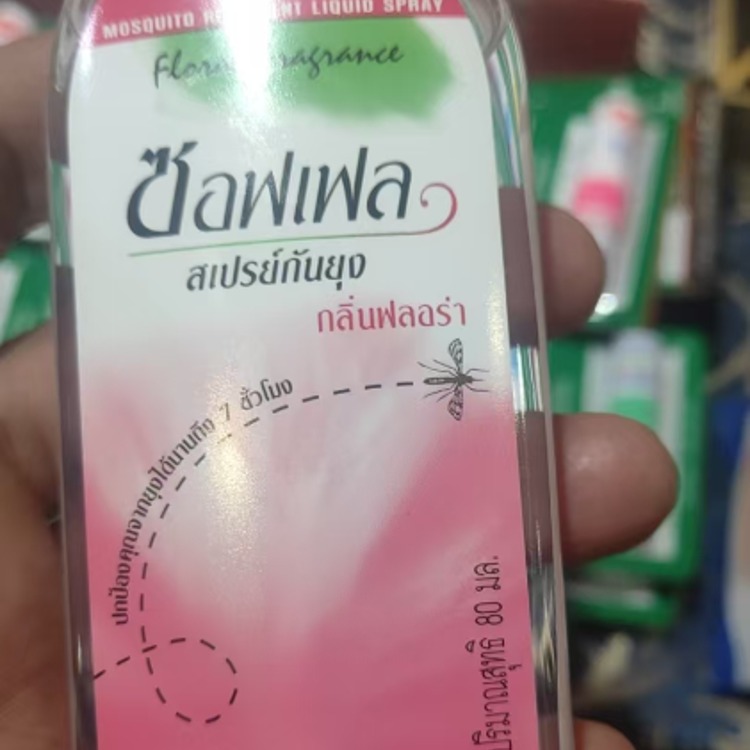 MOSQUITO REPELLENT LIQUID SPRAY
Floral Fragrance
ซอฟเฟล
สเปรย์กันยุง
กลิ่นฟลอร่า
ปกป้องคุณจากยุงได้นานถึง 7 ชั่วโมง
ปริมาณสุทธิ 80 มล.